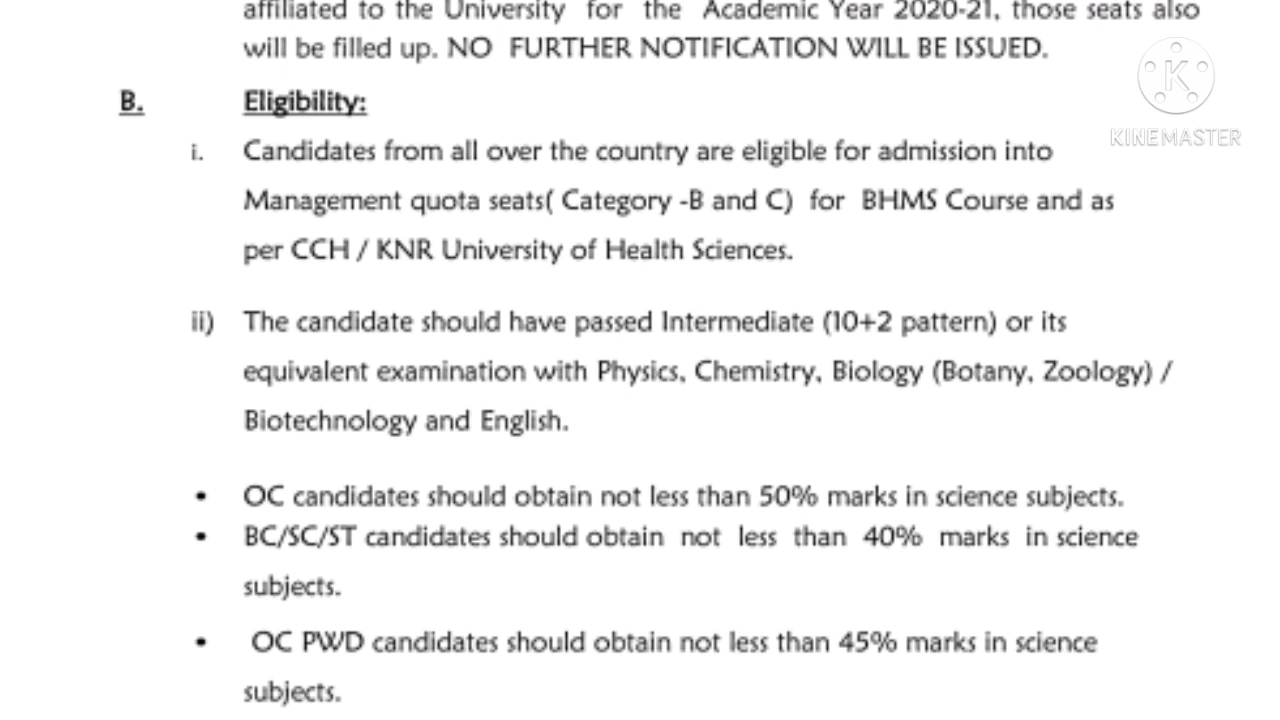 affiliated to the University for the Academic Year 2020-21, those seats also
will be filled up. NO FURTHER NOTIFICATION WILL BE ISSUED.
K
KINEMASTER
B. Eligibility:
i. Candidates from all over the country are eligible for admission into
Management quota seats( Category -B and C) for BHMS Course and as
per CCH / KNR University of Health Sciences.
ii) The candidate should have passed Intermediate (10+2 pattern) or its
equivalent examination with Physics, Chemistry, Biology (Botany, Zoology) /
Biotechnology and English.
• OC candidates should obtain not less than 50% marks in science subjects.
• BC/SC/ST candidates should obtain not less than 40% marks in science
subjects.
• OC PWD candidates should obtain not less than 45% marks in science
subjects.